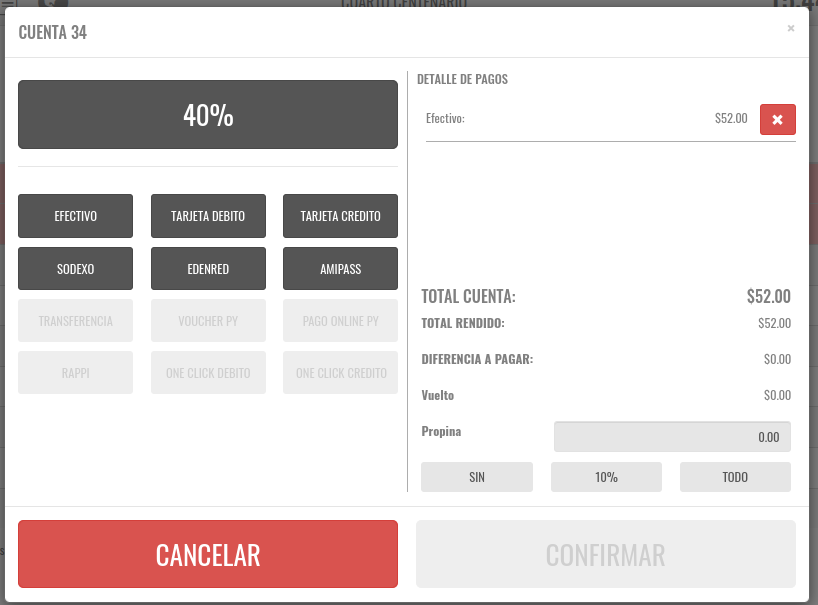 CUARTO CENTENARIO
CUENTA 34
×
40%
EFECTIVO
TARJETA DEBITO
TARJETA CREDITO
SODEXO
EDENRED
AMIPASS
TRANSFERENCIA
VOUCHER PY
PAGO ONLINE PY
RAPPI
ONE CLICK DEBITO
ONE CLICK CREDITO
DETALLE DE PAGOS
Efectivo: $52.00
TOTAL CUENTA: $52.00
TOTAL RENDIDO: $52.00
DIFERENCIA A PAGAR: $0.00
Vuelto $0.00
Propina 0.00
SIN 10% TODO
CANCELAR CONFIRMAR